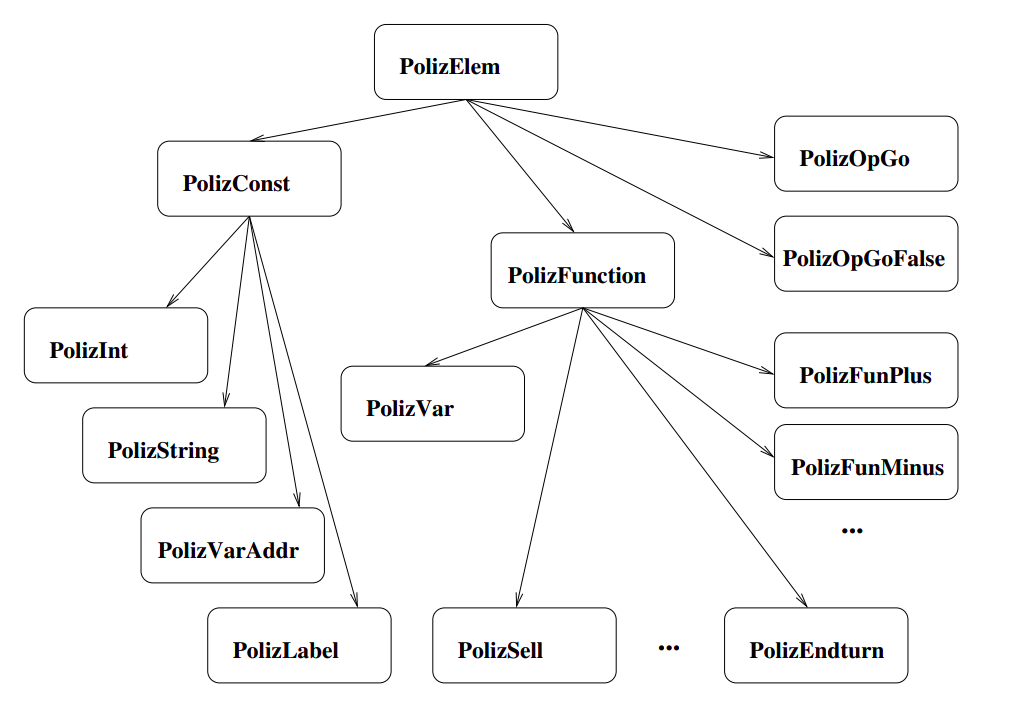 PolizElem
PolizOpGo
PolizConst
PolizOpGoFalse
PolizFunction
PolizInt
PolizFunPlus
PolizVar
PolizString
PolizFunMinus
...
PolizVarAddr
PolizLabel
PolizSell
...
PolizEndturn